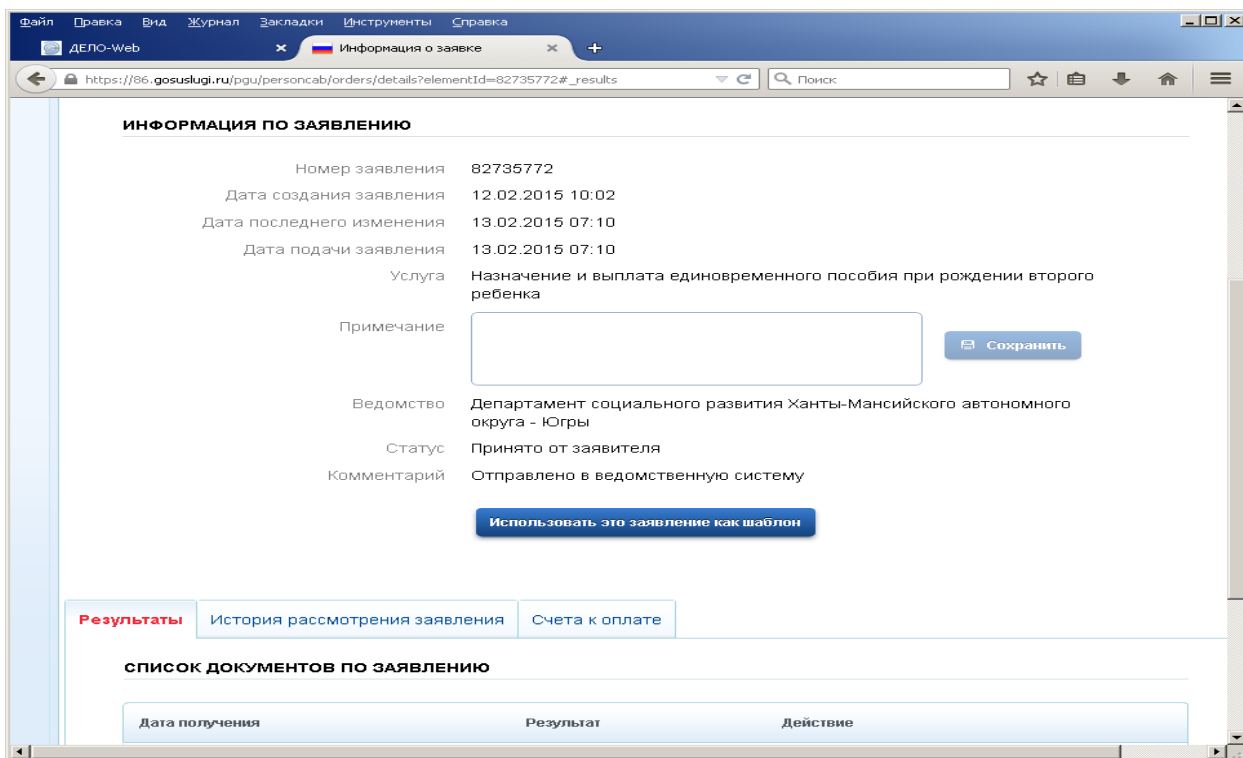 Файл Правка Вид Журнал Закладки Инструменты Справка
ДЕЛО-Web Информация о заявке
https://86.gosuslugi.ru/pgu/personcab/orders/details?elementId=82735772#_results Поиск
ИНФОРМАЦИЯ ПО ЗАЯВЛЕНИЮ
Номер заявления 82735772
Дата создания заявления 12.02.2015 10:02
Дата последнего изменения 13.02.2015 07:10
Дата подачи заявления 13.02.2015 07:10
Услуга Назначение и выплата единовременного пособия при рождении второго
ребенка
Примечание
Сохранить
Ведомство Департамент социального развития Ханты-Мансийского автономного
округа - Югры
Статус Принято от заявителя
Комментарий Отправлено в ведомственную систему
Использовать это заявление как шаблон
Результаты История рассмотрения заявления Счета к оплате
СПИСОК ДОКУМЕНТОВ ПО ЗАЯВЛЕНИЮ
Дата получения Результат Действие